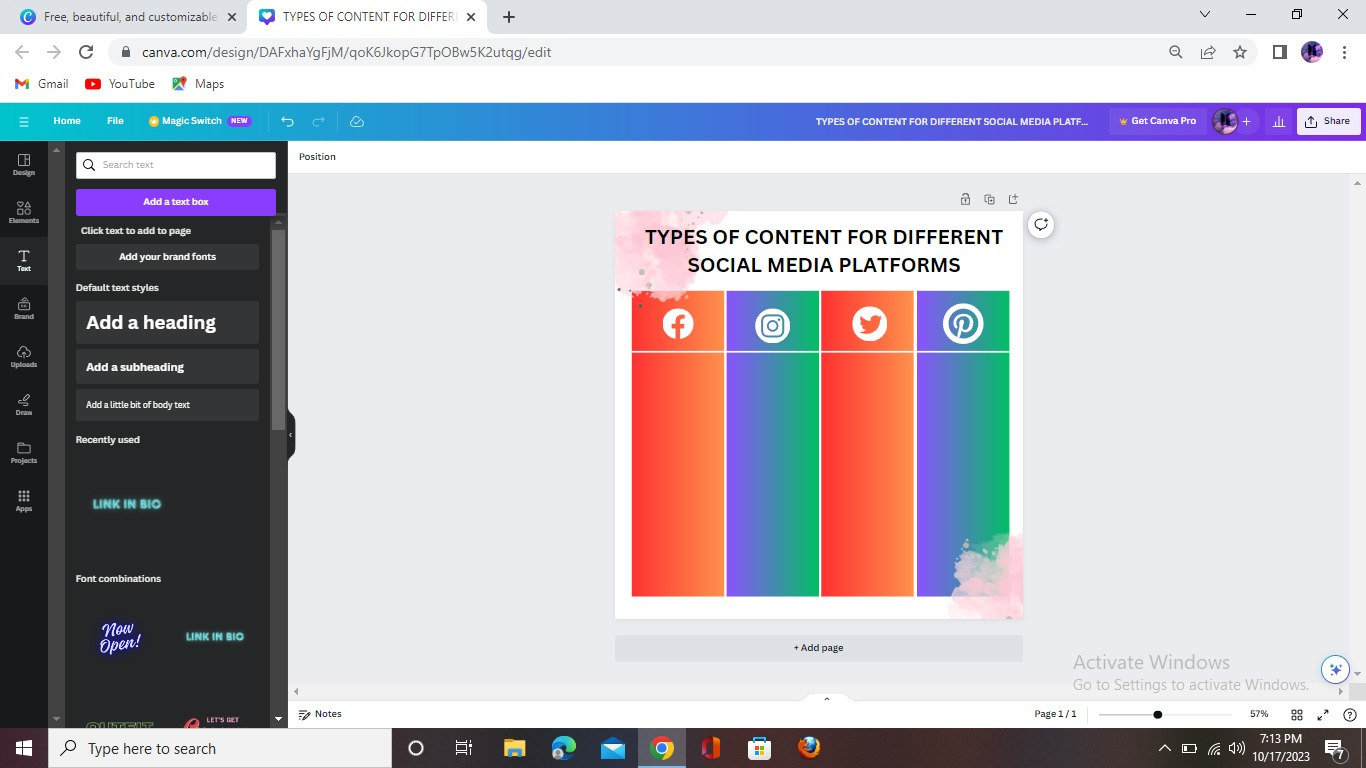 Free, beautiful, and customizable
TYPES OF CONTENT FOR DIFFERE
canva.com/design/DAFxhaYgFjM/qoK6JkopG7TpOBw5K2utqg/edit
Gmail
YouTube
Maps
Home
File
Magic Switch
NEW
TYPES OF CONTENT FOR DIFFERENT SOCIAL MEDIA PLATF...
Get Canva Pro
Share
Design
Elements
Text
Brand
Uploads
Draw
Projects
Apps
Search text
Add a text box
Click text to add to page
Add your brand fonts
Default text styles
Add a heading
Add a subheading
Add a little bit of body text
Recently used
LINK IN BIO
Font combinations
Now
Open!
LINK IN BIO
LET'S GET
Position
TYPES OF CONTENT FOR DIFFERENT
SOCIAL MEDIA PLATFORMS
+ Add page
Activate Windows
Go to Settings to activate Windows.
Notes
Page 1 / 1
57%
Type here to search
7:13 PM
10/17/2023
7